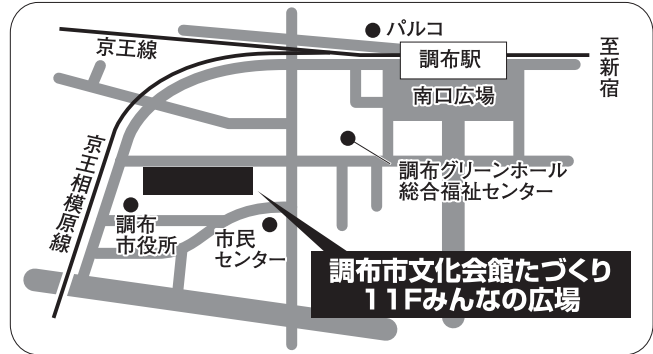 パルコ
京王線
調布駅
至新宿
南口広場
京王相模原線
調布グリーンホール
総合福祉センター
調布
市役所
市民
センター
調布市文化会館たづくり
11Fみんなの広場